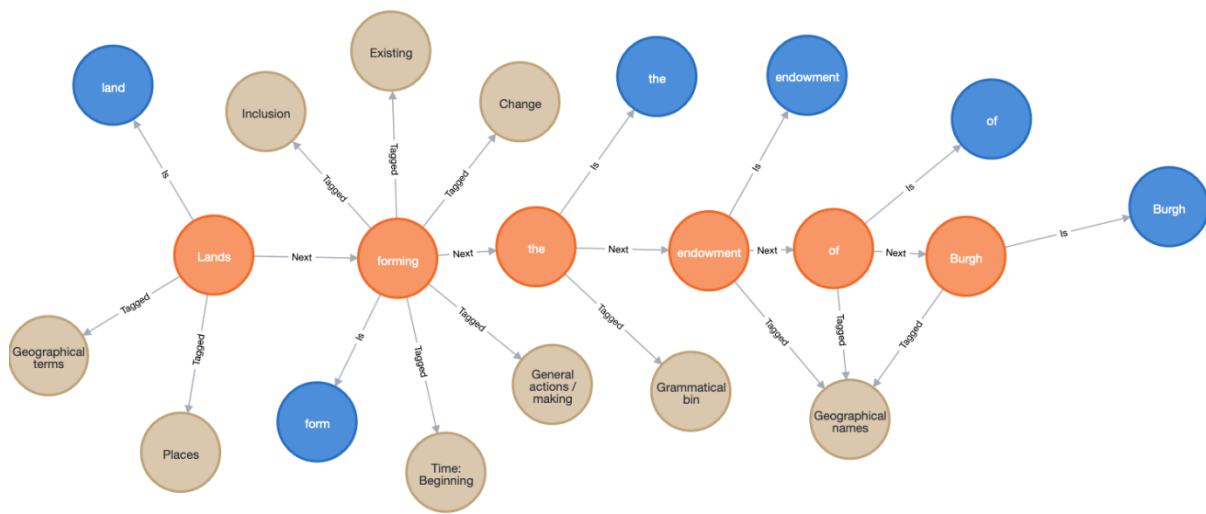 Existing
the
endowment
land
Inclusion
Change
of
Tagged
Tagged
Tagged
Is
Is
Is
Is
Burgh
Is
Lands
Next
forming
Next
the
Next
endowment
Next
of
Next
Burgh
Tagged
Tagged
Is
Tagged
Tagged
Tagged
Tagged
Tagged
Tagged
Geographical
terms
General
actions /
making
Grammatical
bin
Geographical
names
form
Places
Time:
Beginning